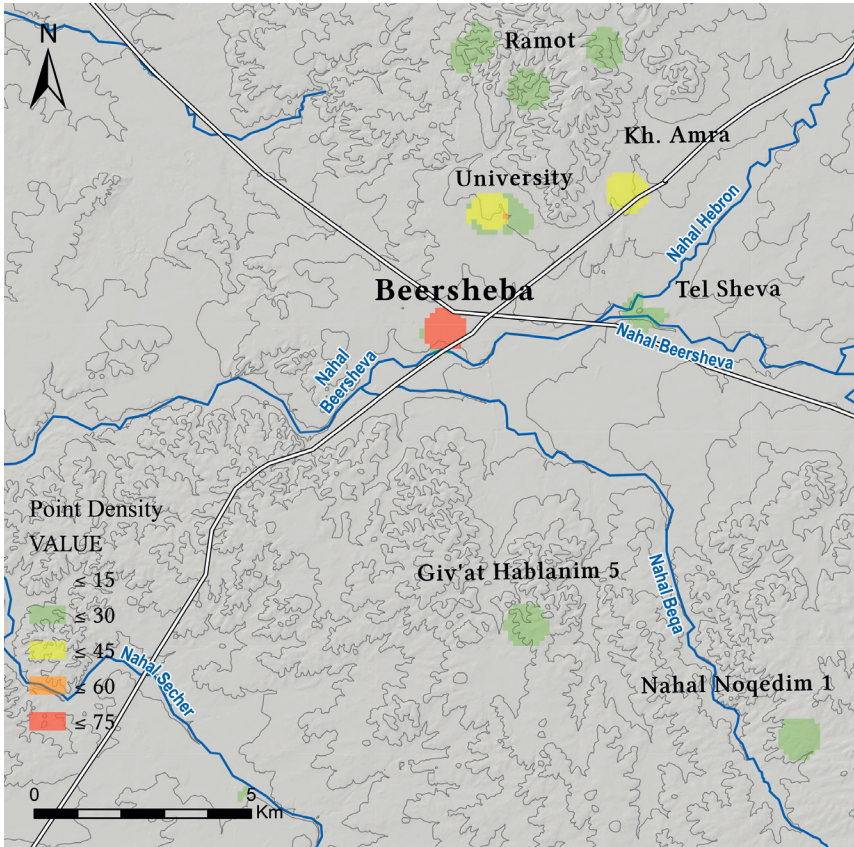 N
Ramot
Kh. Amra
University
Nahal Hebron
Beersheba
Tel Sheva
Nahal Beersheva
Nahal
Beersheva
Point Density
VALUE
≤ 15
≤ 30
≤ 45
≤ 60
≤ 75
Giv'at Hablanim 5
Nahal Beqa
Nahal Secher
Nahal Noqedim 1
0
5
Km